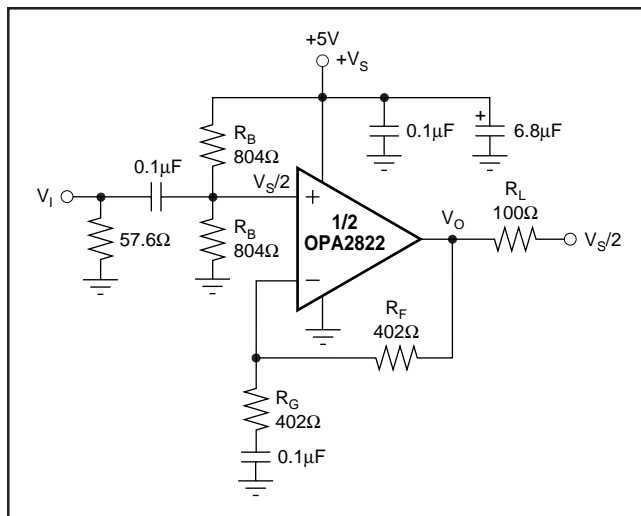 +5V
+V_S
R_B
804Ω
0.1μF
6.8μF
+
0.1μF
V_I
V_S/2
57.6Ω
R_B
804Ω
+
1/2
OPA2822
−
V_O
R_L
100Ω
V_S/2
R_F
402Ω
R_G
402Ω
0.1μF